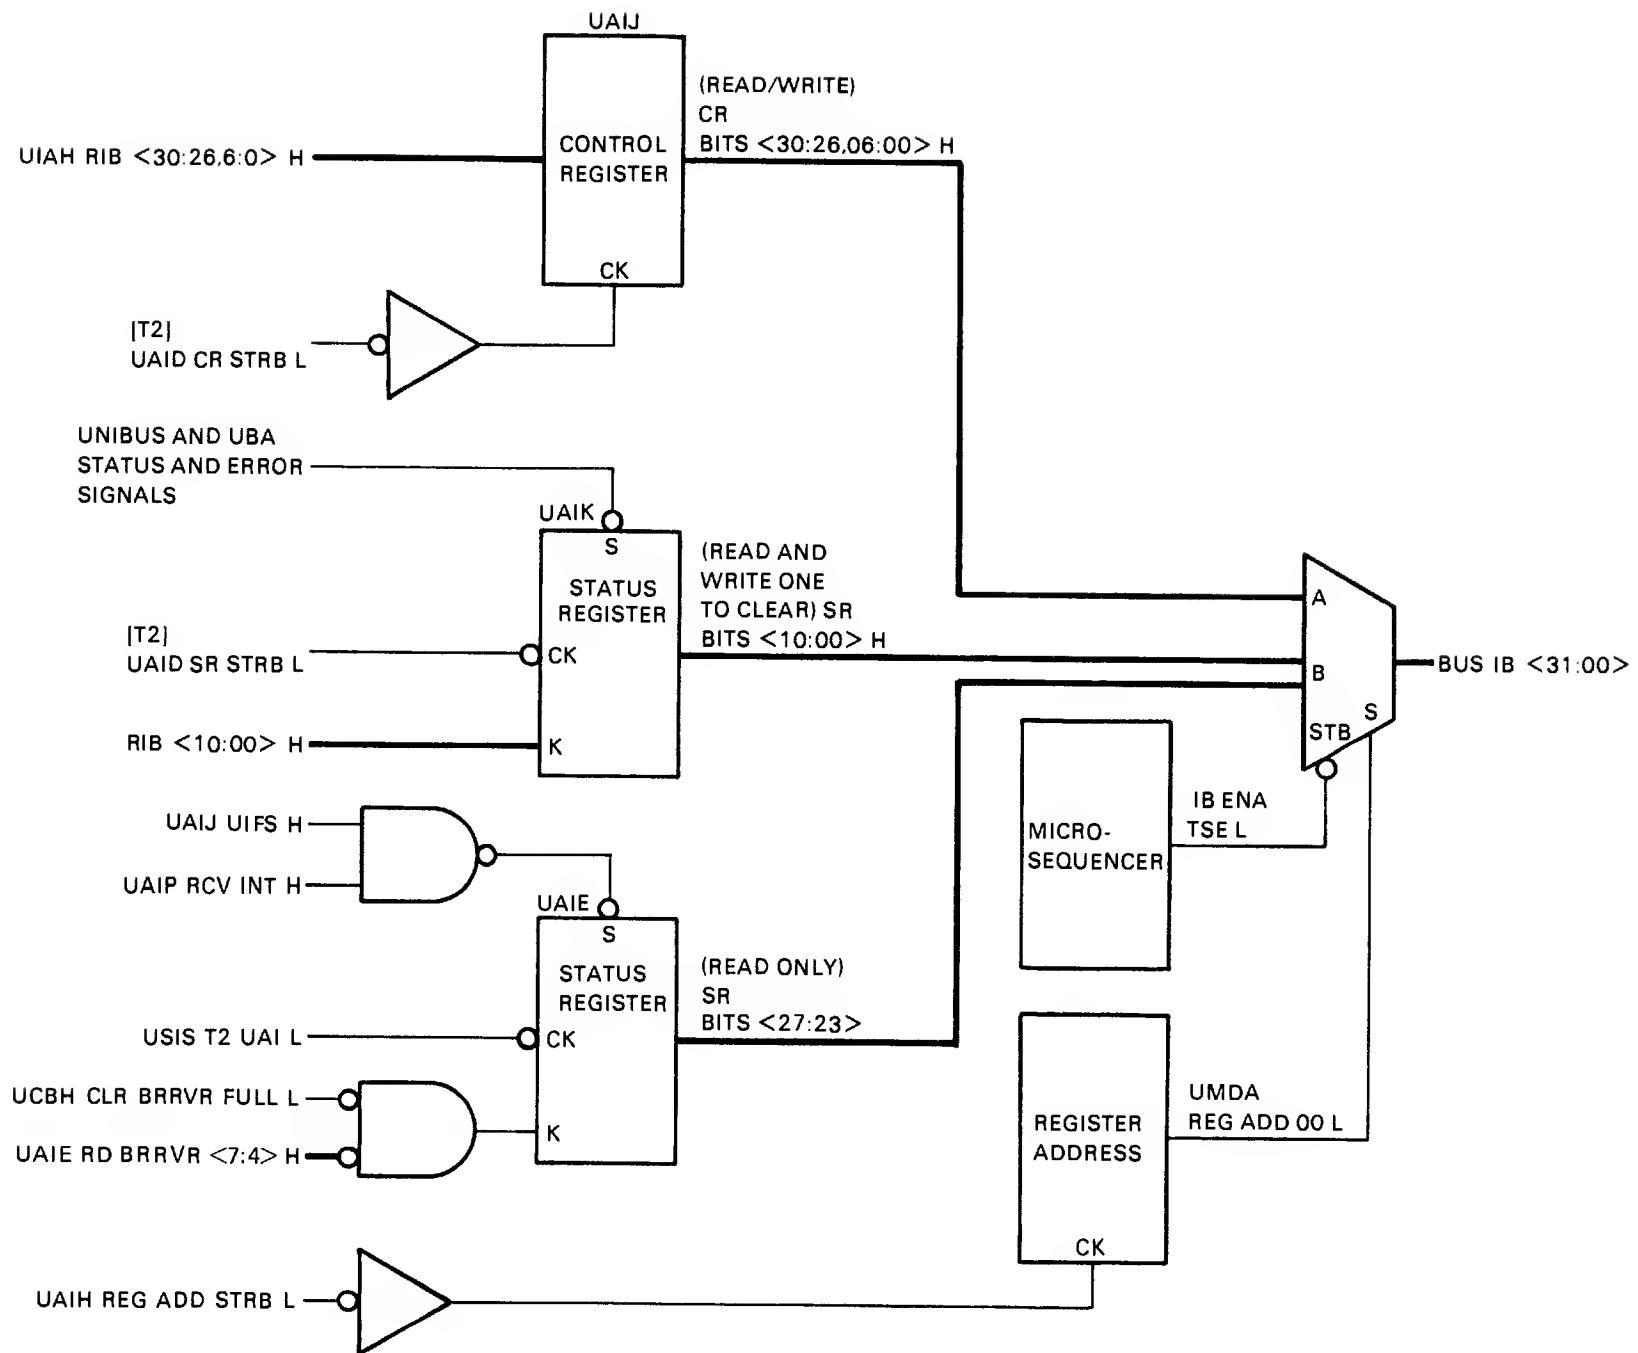 UAIJ
(READ/WRITE)
CR
BITS <30:26,06:00> H
UIAH RIB <30:26,6:0> H
CONTROL
REGISTER
CK
[T2]
UAID CR STRB L
UNIBUS AND UBA
STATUS AND ERROR
SIGNALS
UAIK
S
STATUS
REGISTER
(READ AND
WRITE ONE
TO CLEAR) SR
BITS <10:00> H
[T2]
UAID SR STRB L
CK
RIB <10:00> H
K
A
B
STB
S
BUS IB <31:00>
MICRO-
SEQUENCER
IB ENA
TSE L
UAIJ UIFS H
UAIP RCV INT H
UAIE
S
STATUS
REGISTER
(READ ONLY)
SR
BITS <27:23>
USIS T2 UAI L
CK
UCBH CLR BRRVR FULL L
UAIE RD BRRVR <7:4> H
K
REGISTER
ADDRESS
CK
UMDA
REG ADD 00 L
UAIH REG ADD STRB L